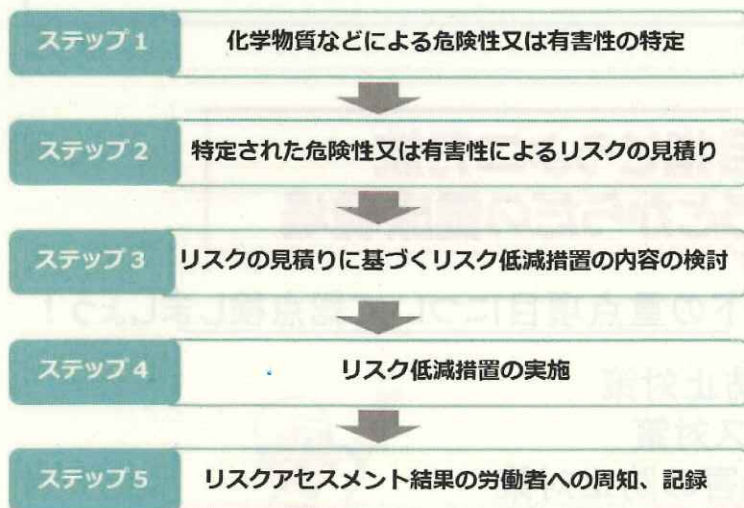 ステップ1 化学物質などによる危険性又は有害性の特定
ステップ2 特定された危険性又は有害性によるリスクの見積り
ステップ3 リスクの見積りに基づくリスク低減措置の内容の検討
ステップ4 リスク低減措置の実施
ステップ5 リスクアセスメント結果の労働者への周知、記録